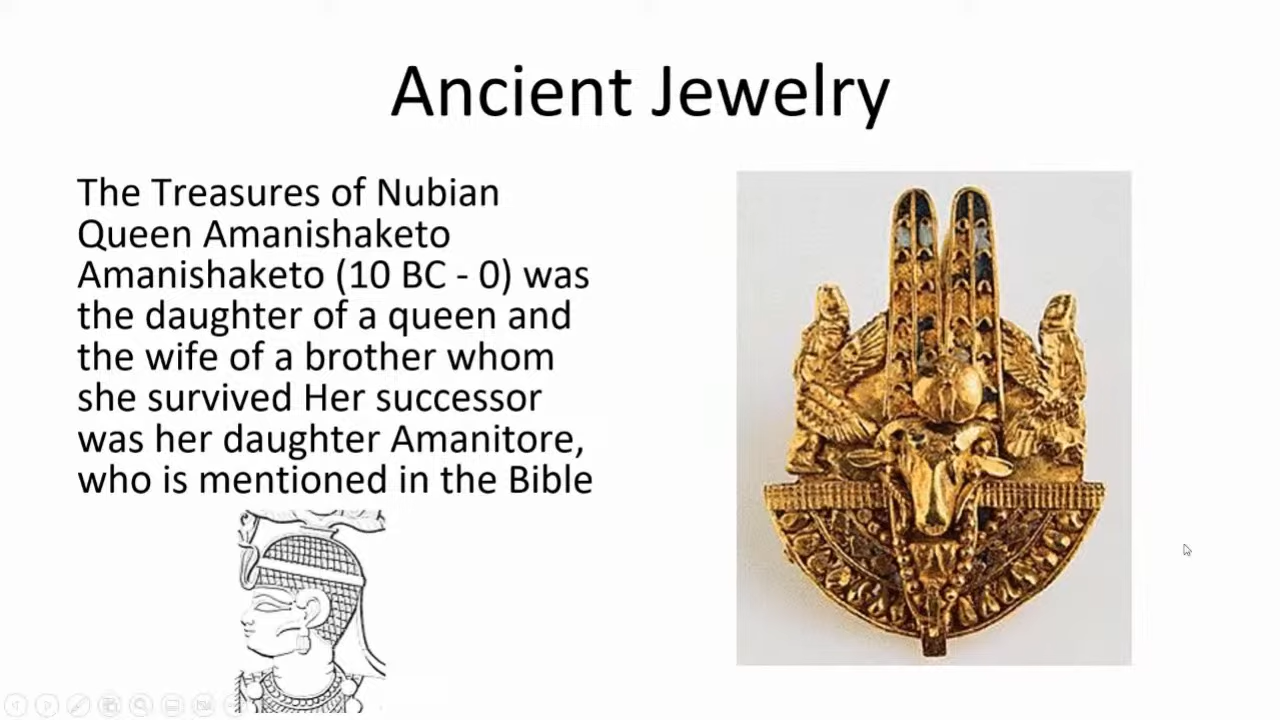 Ancient Jewelry
The Treasures of Nubian
Queen Amanishaketo
Amanishaketo (10 BC - 0) was
the daughter of a queen and
the wife of a brother whom
she survived Her successor
was her daughter Amanitore,
who is mentioned in the Bible